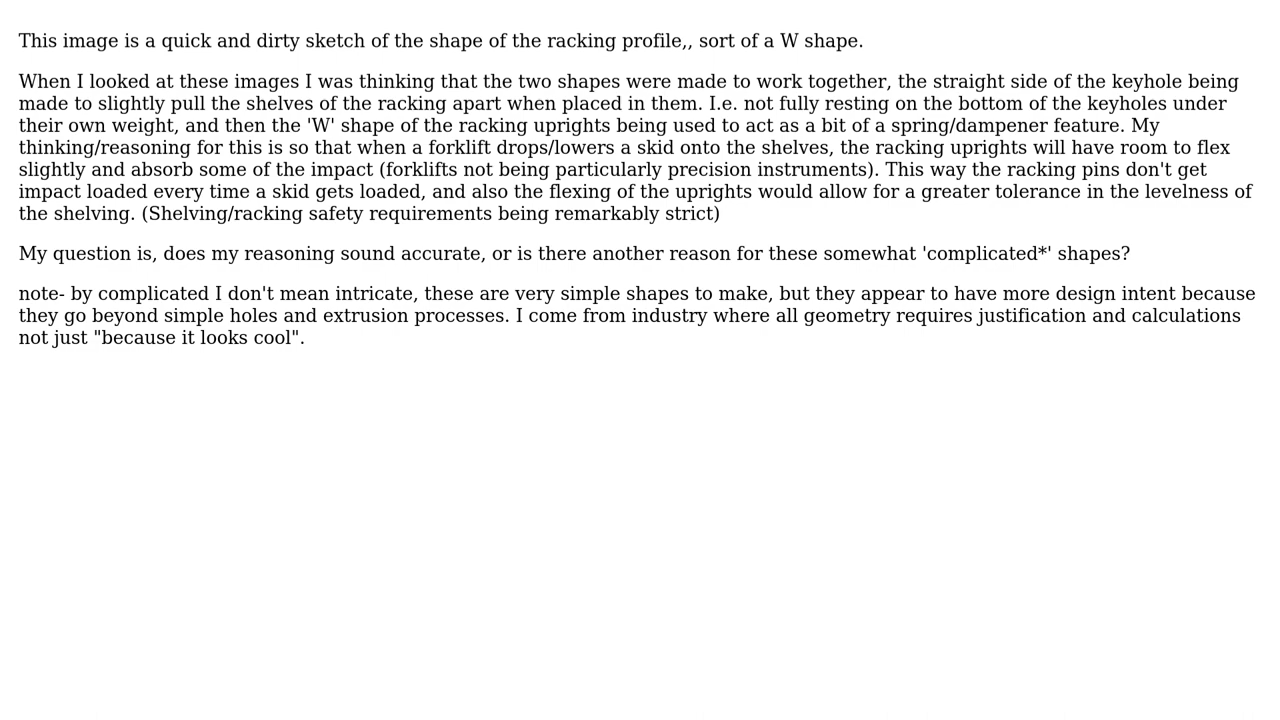 This image is a quick and dirty sketch of the shape of the racking profile,, sort of a W shape.
When I looked at these images I was thinking that the two shapes were made to work together, the straight side of the keyhole being
made to slightly pull the shelves of the racking apart when placed in them. I.e. not fully resting on the bottom of the keyholes under
their own weight, and then the 'W' shape of the racking uprights being used to act as a bit of a spring/dampener feature. My
thinking/reasoning for this is so that when a forklift drops/lowers a skid onto the shelves, the racking uprights will have room to flex
slightly and absorb some of the impact (forklifts not being particularly precision instruments). This way the racking pins don't get
impact loaded every time a skid gets loaded, and also the flexing of the uprights would allow for a greater tolerance in the levelness of
the shelving. (Shelving/racking safety requirements being remarkably strict)
My question is, does my reasoning sound accurate, or is there another reason for these somewhat 'complicated*' shapes?
note- by complicated I don't mean intricate, these are very simple shapes to make, but they appear to have more design intent because
they go beyond simple holes and extrusion processes. I come from industry where all geometry requires justification and calculations
not just "because it looks cool".